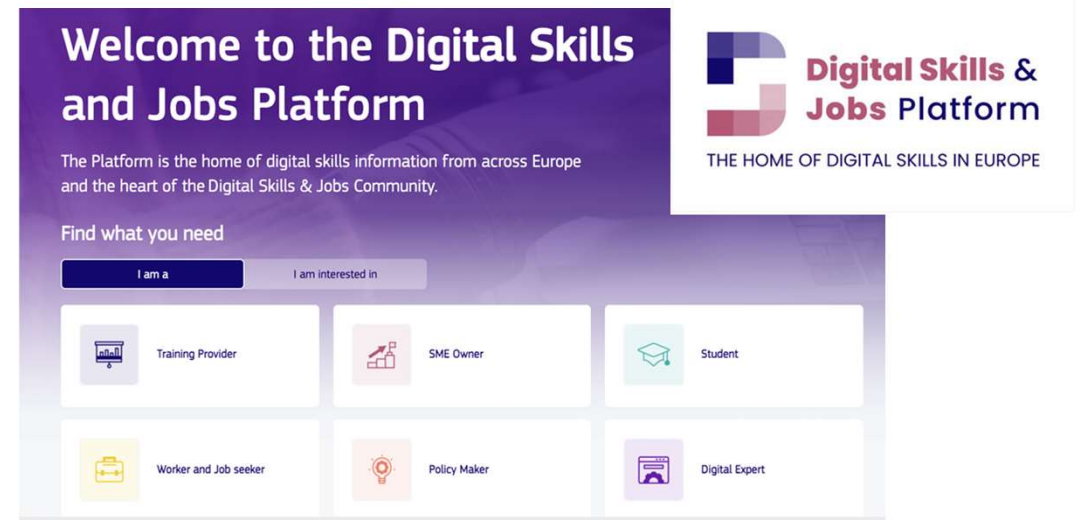 Welcome to the Digital Skills
and Jobs Platform
The Platform is the home of digital skills information from across Europe
and the heart of the Digital Skills & Jobs Community.
Find what you need
I am a
I am interested in
Training Provider
SME Owner
Student
Worker and Job seeker
Policy Maker
Digital Expert
Digital Skills &
Jobs Platform
THE HOME OF DIGITAL SKILLS IN EUROPE